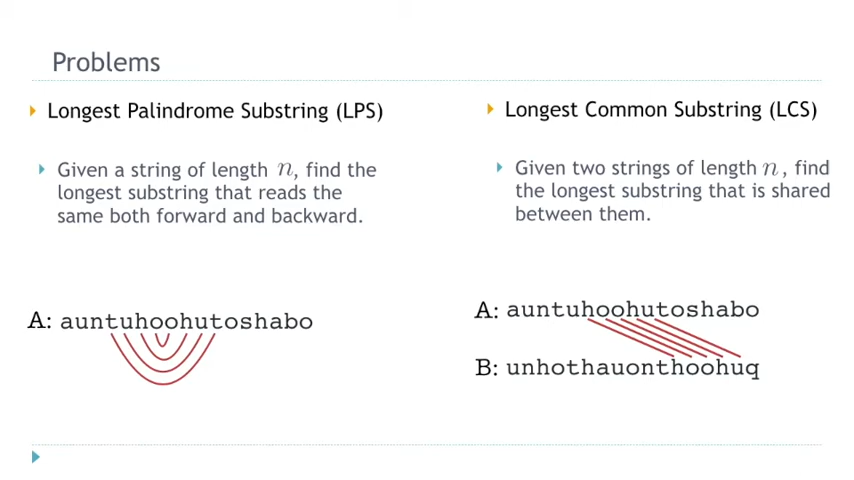 Problems
Longest Palindrome Substring (LPS)
Given a string of length n, find the
longest substring that reads the
same both forward and backward.
A: auntuhoohutoshabo
Longest Common Substring (LCS)
Given two strings of length n , find
the longest substring that is shared
between them.
A: auntuhoohutoshabo
B: unhothauonthoohuq